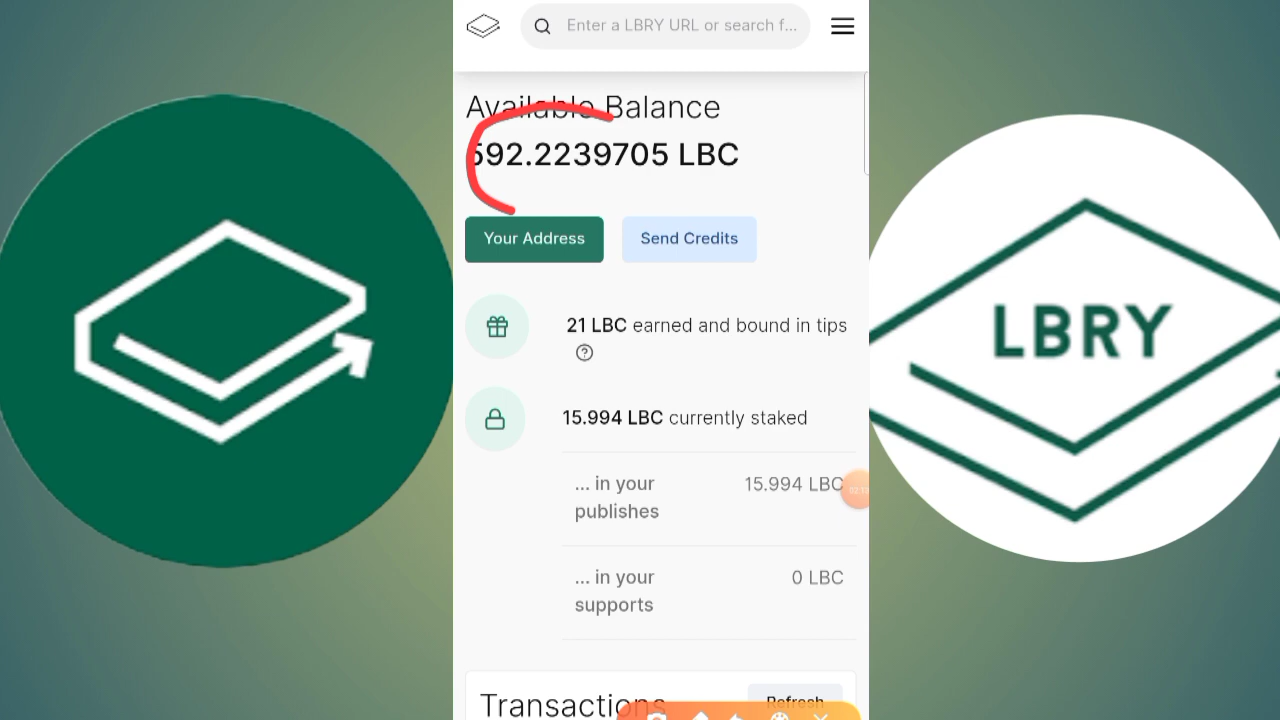 Enter a LBRY URL or search f...
Available Balance
592.2239705 LBC
Your Address
Send Credits
21 LBC earned and bound in tips
15.994 LBC currently staked
... in your
publishes
15.994 LBC
... in your
supports
0 LBC
Transactions
Refresh
LBRY